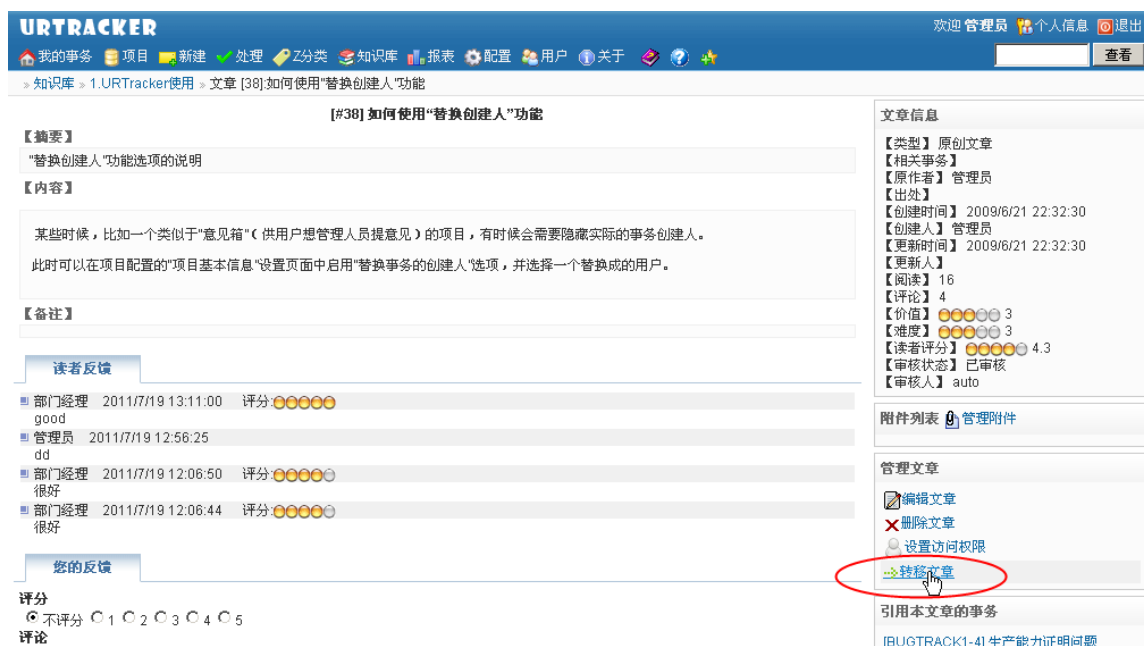 URTRACKER
欢迎 管理员 个人信息 退出
我的事务 项目 新建 处理 Z分类 知识库 报表 配置 用户 关于 查看
» 知识库 » 1.URTracker使用 » 文章 [38]:如何使用"替换创建人"功能
[#38] 如何使用“替换创建人”功能
【摘要】
"替换创建人"功能选项的说明
【内容】
某些时候，比如一个类似于"意见箱"( 供用户想管理人员提意见 ) 的项目，有时候会需要隐藏实际的事务创建人。
此时可以在项目配置的"项目基本信息"设置页面中启用"替换事务的创建人"选项，并选择一个替换成的用户。
【备注】
读者反馈
部门经理 2011/7/19 13:11:00 评分:
good
管理员 2011/7/19 12:56:25
dd
部门经理 2011/7/19 12:06:50 评分:
很好
部门经理 2011/7/19 12:06:44 评分:
很好
您的反馈
评分
不评分 1 2 3 4 5
评论
文章信息
【类型】 原创文章
【相关事务】
【原作者】 管理员
【出处】
【创建时间】 2009/6/21 22:32:30
【创建人】 管理员
【更新时间】 2009/6/21 22:32:30
【更新人】
【阅读】 16
【评论】 4
【价值】 3
【难度】 3
【读者评分】 4.3
【审核状态】 已审核
【审核人】 auto
附件列表 管理附件
管理文章
编辑文章
删除文章
设置访问权限
转移文章
引用本文章的事务
[BUGTRACK1-4] 生产能力证明问题